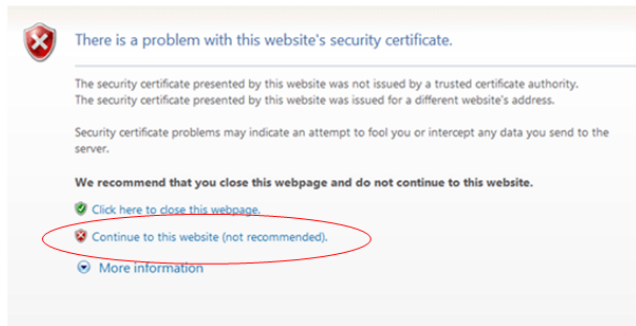 There is a problem with this website's security certificate.
The security certificate presented by this website was not issued by a trusted certificate authority.
The security certificate presented by this website was issued for a different website's address.
Security certificate problems may indicate an attempt to fool you or intercept any data you send to the
server.
We recommend that you close this webpage and do not continue to this website.
Click here to close this webpage.
Continue to this website (not recommended).
More information